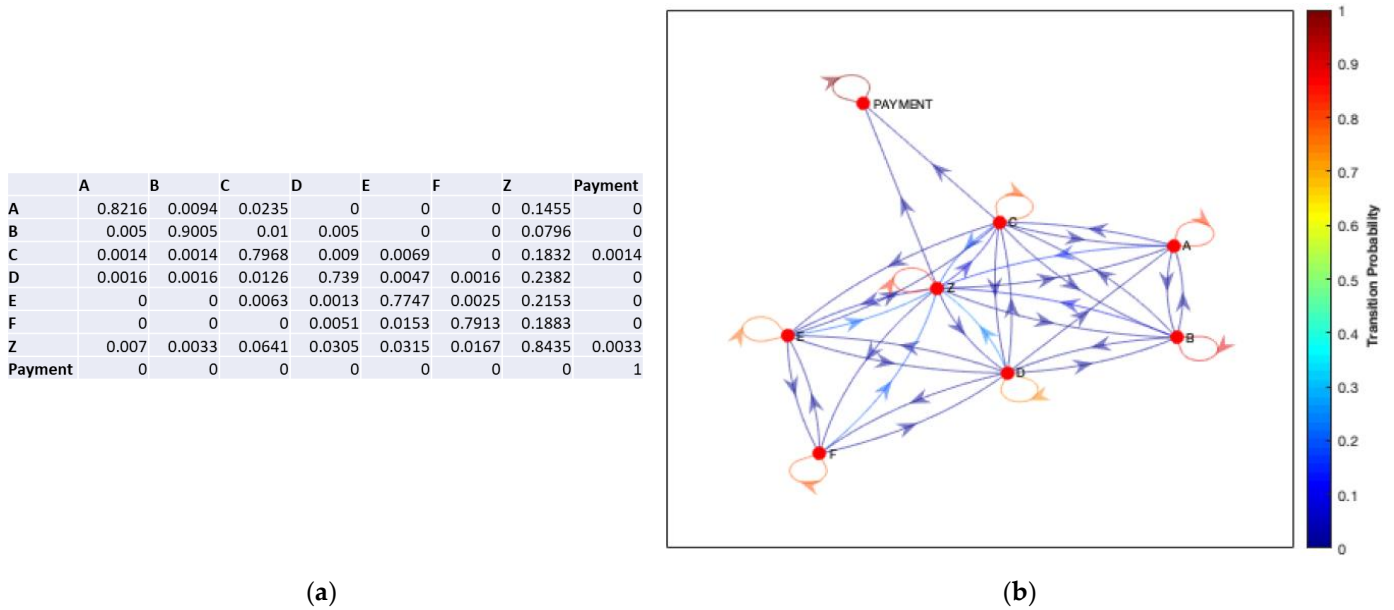 A B C D E F Z Payment
A 0.8216 0.0094 0.0235 0 0 0 0.1455 0
B 0.005 0.9005 0.01 0.005 0 0 0.0796 0
C 0.0014 0.0014 0.7968 0.009 0.0069 0 0.1832 0.0014
D 0.0016 0.0016 0.0126 0.739 0.0047 0.0016 0.2382 0
E 0 0 0.0063 0.0013 0.7747 0.0025 0.2153 0
F 0 0 0 0.0051 0.0153 0.7913 0.1883 0
Z 0.007 0.0033 0.0641 0.0305 0.0315 0.0167 0.8435 0.0033
Payment 0 0 0 0 0 0 0 1
(a)
PAYMENT
C
A
Z
E
B
D
F
1
0.9
0.8
0.7
0.6
0.5
0.4
0.3
0.2
0.1
0
Transition Probability
(b)